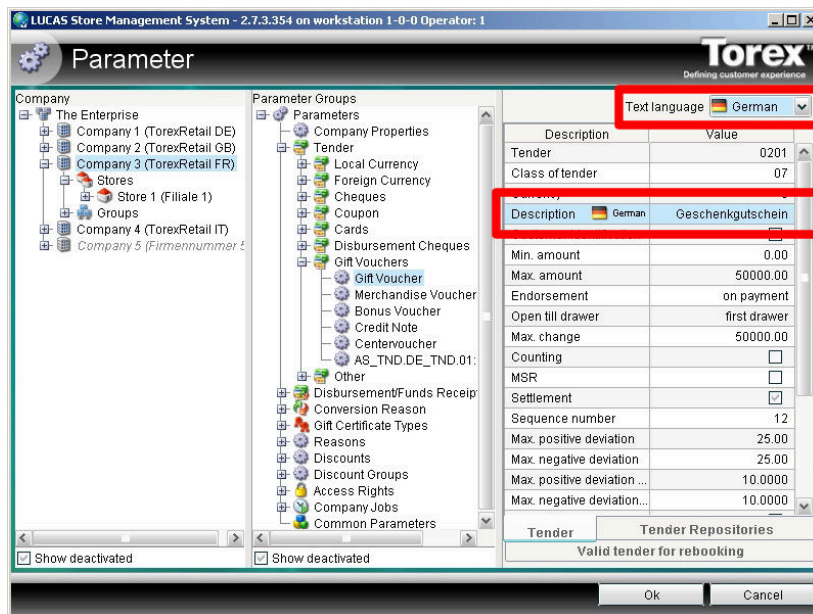 LUCAS Store Management System - 2.7.3.354 on workstation 1-0-0 Operator: 1
Parameter
Torex™
Defining customer experience
Company
The Enterprise
Company 1 (TorexRetail DE)
Company 2 (TorexRetail GB)
Company 3 (TorexRetail FR)
Stores
Store 1 (Filiale 1)
Groups
Company 4 (TorexRetail IT)
Company 5 (Firmennummer 5
Show deactivated
Parameter Groups
Parameters
Company Properties
Tender
Local Currency
Foreign Currency
Cheques
Coupon
Cards
Disbursement Cheques
Gift Vouchers
Gift Voucher
Merchandise Voucher
Bonus Voucher
Credit Note
Centervoucher
AS_TND.DE_TND.01:
Other
Disbursement/Funds Receip
Conversion Reason
Gift Certificate Types
Reasons
Discounts
Discount Groups
Access Rights
Company Jobs
Common Parameters
Show deactivated
Text language German
Description Value
Tender 0201
Class of tender 07
Description German Geschenkgutschein
Min. amount 0.00
Max. amount 50000.00
Endorsement on payment
Open till drawer first drawer
Max. change 50000.00
Counting
MSR
Settlement
Sequence number 12
Max. positive deviation 25.00
Max. negative deviation 25.00
Max. positive deviation ... 10.0000
Max. negative deviation... 10.0000
Tender Tender Repositories
Valid tender for rebooking
Ok Cancel